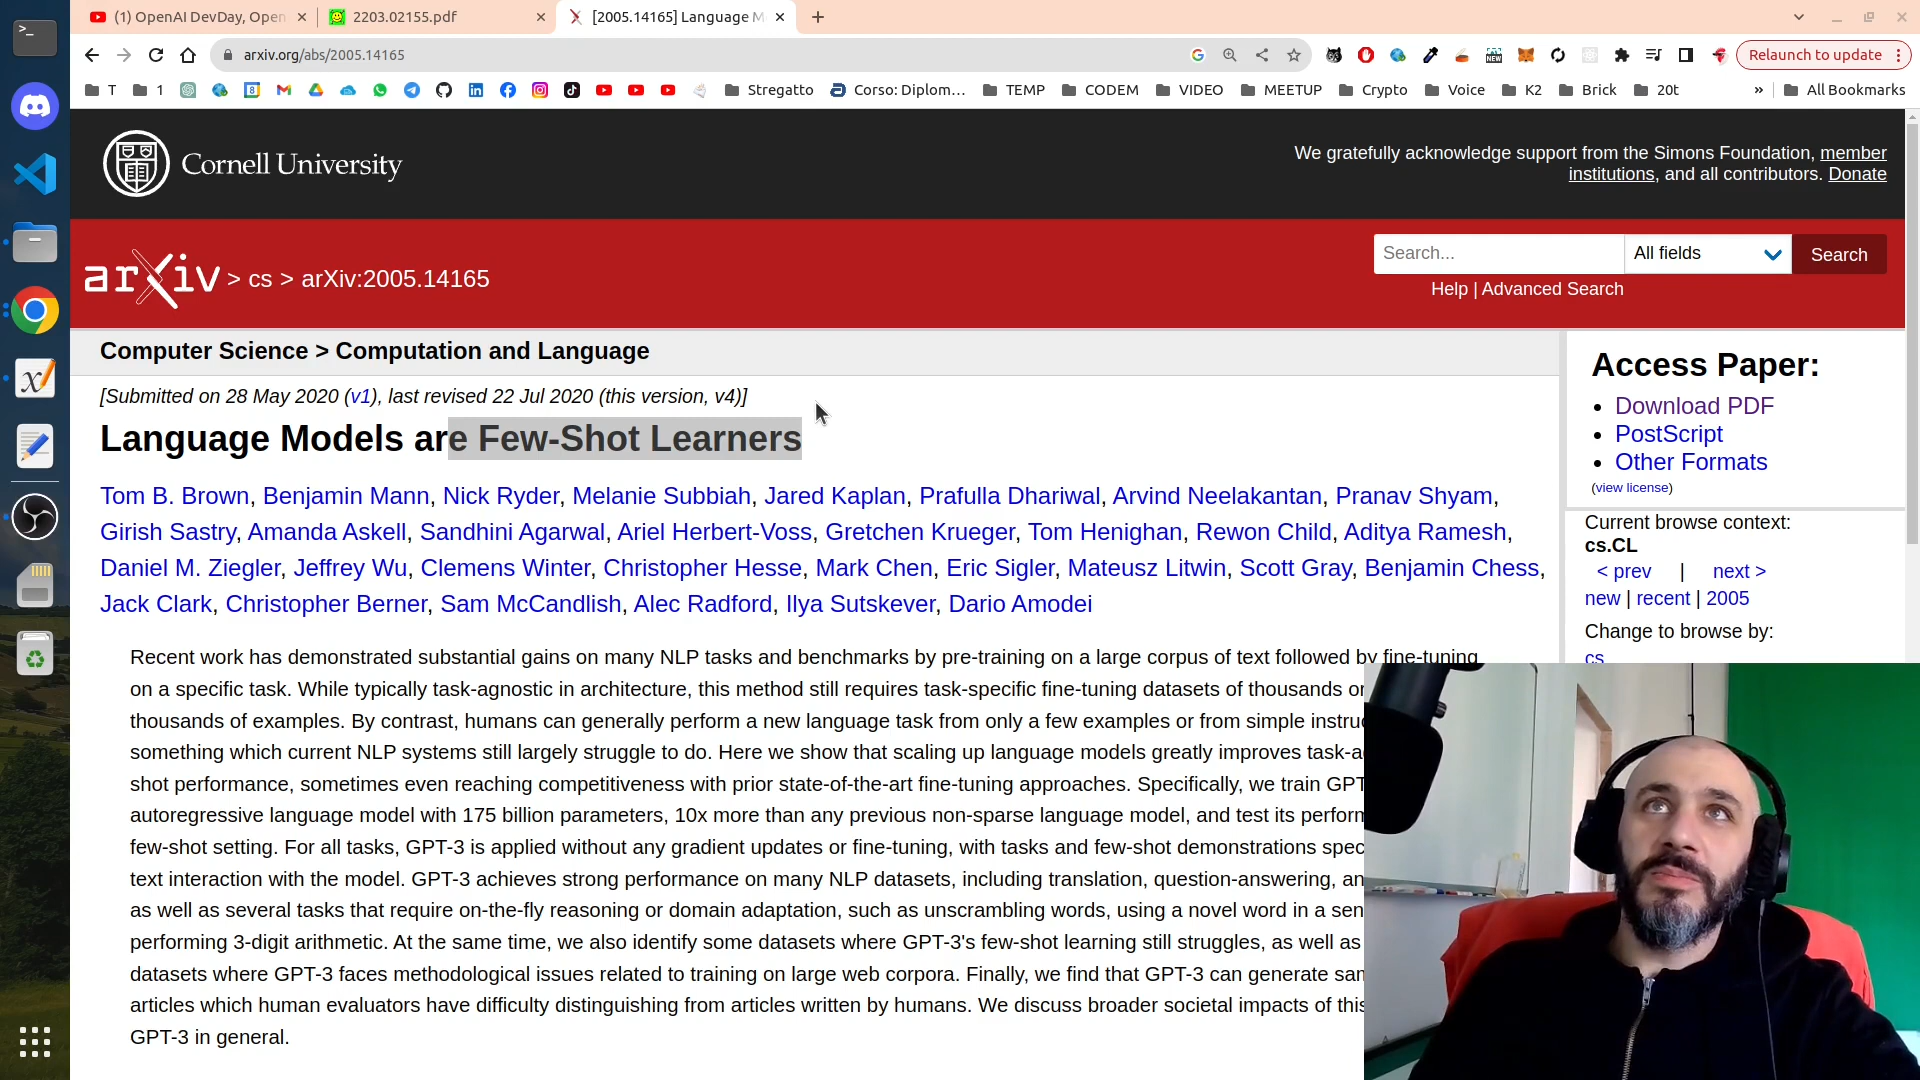 (1) OpenAI DevDay, Open
2203.02155.pdf
[2005.14165] Language M
arxiv.org/abs/2005.14165
Relaunch to update
T
1
Stregatto
Corso: Diplom...
TEMP
CODEM
VIDEO
MEETUP
Crypto
Voice
K2
Brick
20t
»
All Bookmarks
Cornell University
We gratefully acknowledge support from the Simons Foundation, member
institutions, and all contributors. Donate
arXiv > cs > arXiv:2005.14165
Search...
All fields
Search
Help | Advanced Search
Computer Science > Computation and Language
[Submitted on 28 May 2020 (v1), last revised 22 Jul 2020 (this version, v4)]
Language Models are Few-Shot Learners
Tom B. Brown, Benjamin Mann, Nick Ryder, Melanie Subbiah, Jared Kaplan, Prafulla Dhariwal, Arvind Neelakantan, Pranav Shyam,
Girish Sastry, Amanda Askell, Sandhini Agarwal, Ariel Herbert-Voss, Gretchen Krueger, Tom Henighan, Rewon Child, Aditya Ramesh,
Daniel M. Ziegler, Jeffrey Wu, Clemens Winter, Christopher Hesse, Mark Chen, Eric Sigler, Mateusz Litwin, Scott Gray, Benjamin Chess,
Jack Clark, Christopher Berner, Sam McCandlish, Alec Radford, Ilya Sutskever, Dario Amodei
Recent work has demonstrated substantial gains on many NLP tasks and benchmarks by pre-training on a large corpus of text followed by fine-tuning
on a specific task. While typically task-agnostic in architecture, this method still requires task-specific fine-tuning datasets of thousands or
thousands of examples. By contrast, humans can generally perform a new language task from only a few examples or from simple instruc
something which current NLP systems still largely struggle to do. Here we show that scaling up language models greatly improves task-a
shot performance, sometimes even reaching competitiveness with prior state-of-the-art fine-tuning approaches. Specifically, we train GPT
autoregressive language model with 175 billion parameters, 10x more than any previous non-sparse language model, and test its perform
few-shot setting. For all tasks, GPT-3 is applied without any gradient updates or fine-tuning, with tasks and few-shot demonstrations spec
text interaction with the model. GPT-3 achieves strong performance on many NLP datasets, including translation, question-answering, an
as well as several tasks that require on-the-fly reasoning or domain adaptation, such as unscrambling words, using a novel word in a sen
performing 3-digit arithmetic. At the same time, we also identify some datasets where GPT-3's few-shot learning still struggles, as well as
datasets where GPT-3 faces methodological issues related to training on large web corpora. Finally, we find that GPT-3 can generate sam
articles which human evaluators have difficulty distinguishing from articles written by humans. We discuss broader societal impacts of this
GPT-3 in general.
Access Paper:
Download PDF
PostScript
Other Formats
(view license)
Current browse context:
cs.CL
< prev | next >
new | recent | 2005
Change to browse by:
cs